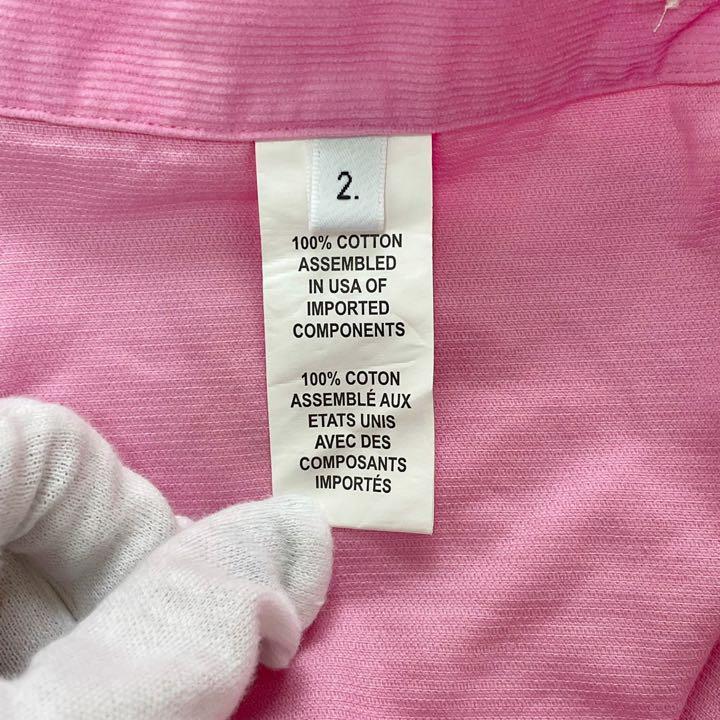 2.
100% COTTON
ASSEMBLED
IN USA OF
IMPORTED
COMPONENTS
100% COTON
ASSEMBLÉ AUX
ETATS UNIS
AVEC DES
COMPOSANTS
IMPORTÉS